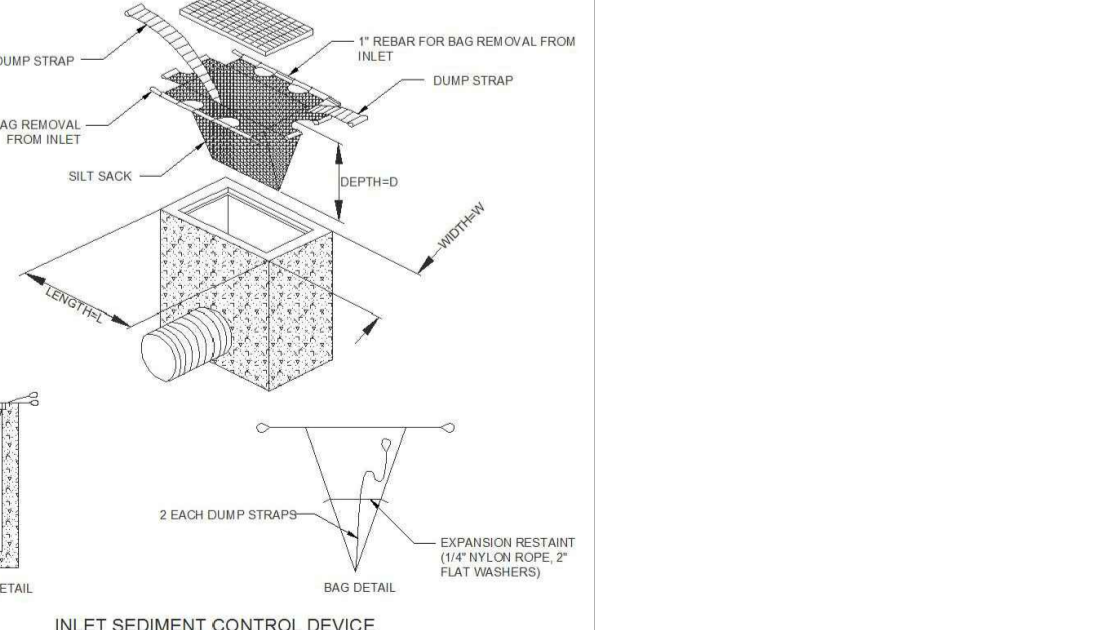 1" REBAR FOR BAG REMOVAL FROM
INLET
DUMP STRAP
DUMP STRAP
REMOVAL
FROM INLET
SILT SACK
DEPTH=D
WIDTH=W
LENGTH=L
2 EACH DUMP STRAPS
EXPANSION RESTAINT
(1/4" NYLON ROPE, 2"
FLAT WASHERS)
BAG DETAIL
INLET SEDIMENT CONTROL DEVICE